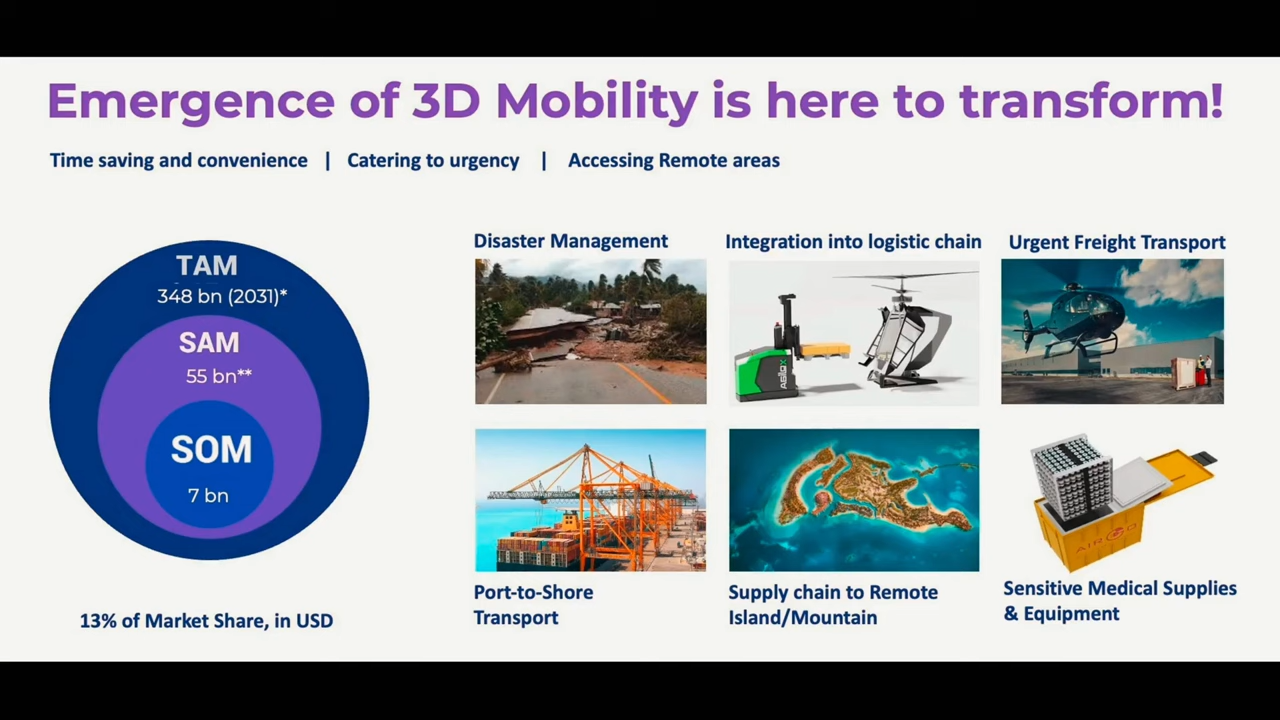 Emergence of 3D Mobility is here to transform!
Time saving and convenience | Catering to urgency | Accessing Remote areas
TAM
348 bn (2031)*
SAM
55 bn**
SOM
7 bn
13% of Market Share, in USD
Disaster Management
Integration into logistic chain
Urgent Freight Transport
Port-to-Shore
Transport
Supply chain to Remote
Island/Mountain
Sensitive Medical Supplies
& Equipment